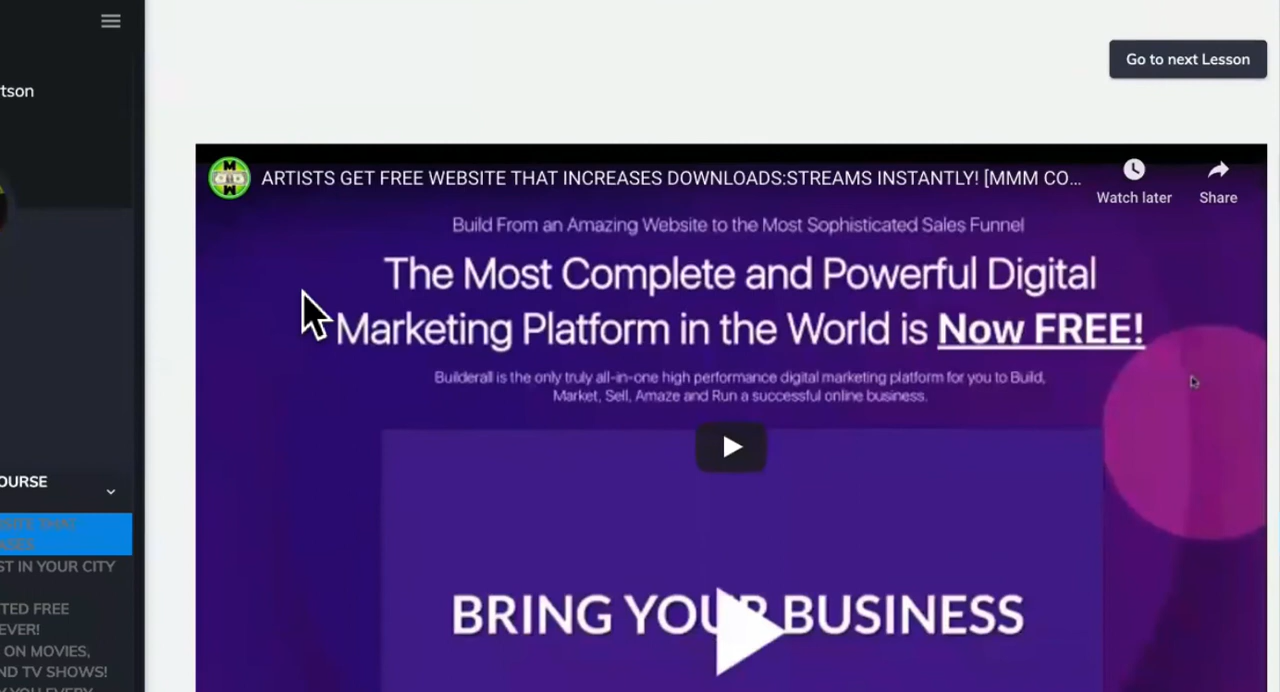 tson
OURSE
ST IN YOUR CITY
TED FREE
EVER!
ON MOVIES,
ND TV SHOWS!
Go to next Lesson
ARTISTS GET FREE WEBSITE THAT INCREASES DOWNLOADS:STREAMS INSTANTLY! [MMM CO...
Watch later
Share
Build From an Amazing Website to the Most Sophisticated Sales Funnel
The Most Complete and Powerful Digital
Marketing Platform in the World is Now FREE!
Builderall is the only truly all-in-one high performance digital marketing platform for you to Build,
Market, Sell, Amaze and Run a successful online business.
BRING YOUR BUSINESS